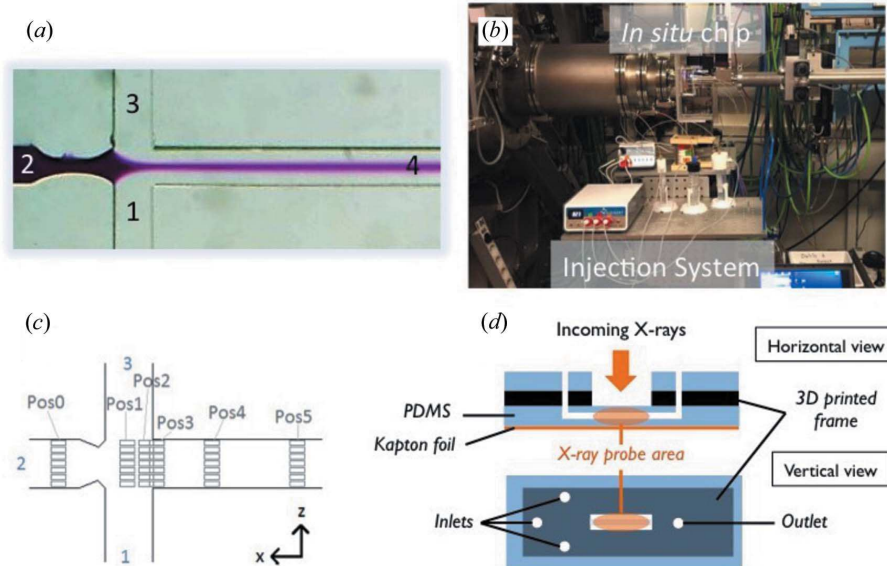 (a)
3
2
4
1
(b)
In situ chip
Injection System
(c)
3
Pos2
Pos0
Pos1
Pos4
Pos5
Pos3
2
z
x
1
(d)
Incoming X-rays
Horizontal view
PDMS
3D printed
frame
Kapton foil
X-ray probe area
Vertical view
Inlets
Outlet